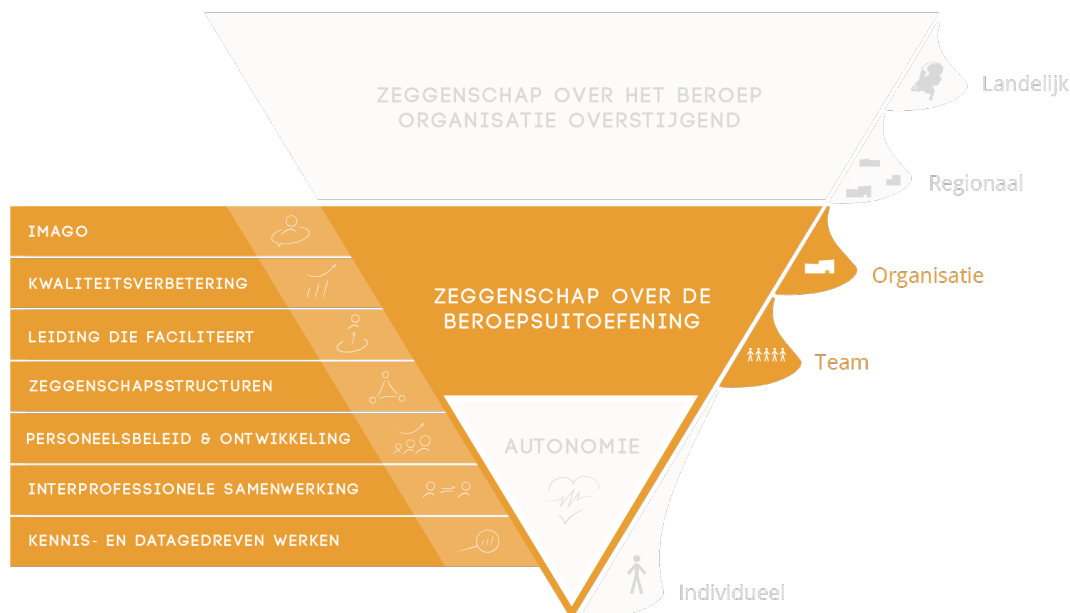 ZEGGENSCHAP OVER HET BEROEP
ORGANISATIE OVERSTIJGEND
Landelijk
Regionaal
IMAGO
KWALITEITSVERBETERING
LEIDING DIE FACILITEERT
ZEGGENSCHAPSSTRUCTUREN
PERSONEELSBELEID & ONTWIKKELING
INTERPROFESSIONELE SAMENWERKING
KENNIS- EN DATAGEDREVEN WERKEN
ZEGGENSCHAP OVER DE
BEROEPSUITOEFENING
Organisatie
Team
AUTONOMIE
Individueel